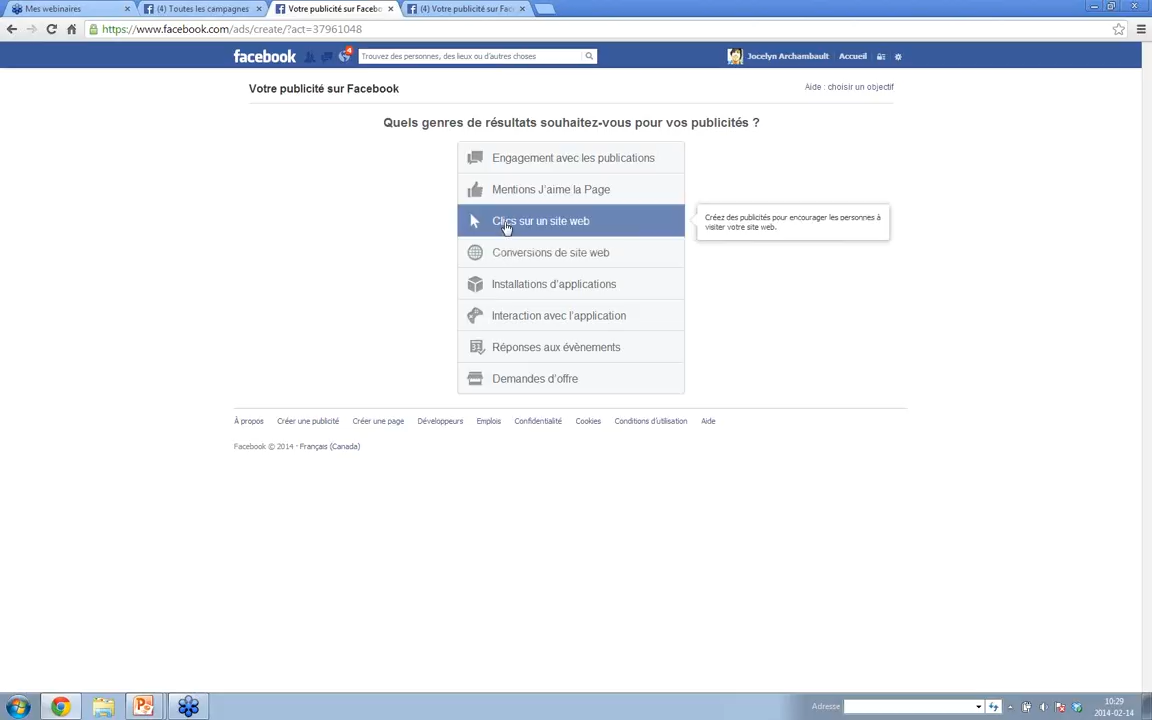 Mes webinaires
(4) Toutes les campagnes
Votre publicité sur Facebo
(4) Votre publicité sur Fac
https://www.facebook.com/ads/create/?act=37961048
facebook
4
Trouvez des personnes, des lieux ou d'autres choses
Jocelyn Archambault
Accueil
Votre publicité sur Facebook
Aide : choisir un objectif
Quels genres de résultats souhaitez-vous pour vos publicités ?
Engagement avec les publications
Mentions J'aime la Page
Clics sur un site web
Créez des publicités pour encourager les personnes à
visiter votre site web.
Conversions de site web
Installations d'applications
Interaction avec l'application
31
Réponses aux évènements
Demandes d'offre
À propos Créer une publicité Créer une page Développeurs Emplois Confidentialité Cookies Conditions d'utilisation Aide
Facebook © 2014 · Français (Canada)
Adresse
10:29
2014-02-14